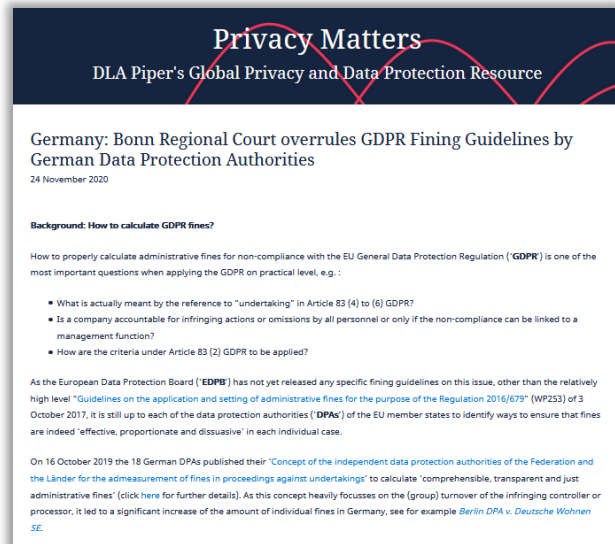 Privacy Matters
DLA Piper's Global Privacy and Data Protection Resource
Germany: Bonn Regional Court overrules GDPR Fining Guidelines by
German Data Protection Authorities
24 November 2020
Background: How to calculate GDPR fines?
How to properly calculate administrative fines for non-compliance with the EU General Data Protection Regulation ('GDPR') is one of the
most important questions when applying the GDPR on practical level, e.g. :
• What is actually meant by the reference to "undertaking" in Article 83 (4) to (6) GDPR?
• Is a company accountable for infringing actions or omissions by all personnel or only if the non-compliance can be linked to a
management function?
• How are the criteria under Article 83 (2) GDPR to be applied?
As the European Data Protection Board ('EDPB') has not yet released any specific fining guidelines on this issue, other than the relatively
high level "Guidelines on the application and setting of administrative fines for the purpose of the Regulation 2016/679" (WP253) of 3
October 2017, it is still up to each of the data protection authorities ('DPAs') of the EU member states to identify ways to ensure that fines
are indeed 'effective, proportionate and dissuasive' in each individual case.
On 16 October 2019 the 18 German DPAs published their 'Concept of the independent data protection authorities of the Federation and
the Länder for the admeasurement of fines in proceedings against undertakings' to calculate 'comprehensible, transparent and just
administrative fines' (click here for further details). As this concept heavily focusses on the (group) turnover of the infringing controller or
processor, it led to a significant increase of the amount of individual fines in Germany, see for example Berlin DPA v. Deutsche Wohnen
SE.